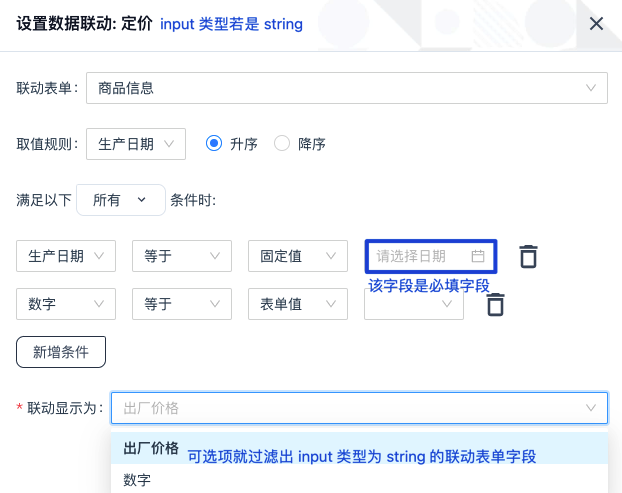 设置数据联动: 定价 input 类型若是 string
联动表单: 商品信息
取值规则: 生产日期 升序 降序
满足以下 所有 条件时:
生产日期 等于 固定值 请选择日期
该字段是必填字段
数字 等于 表单值
新增条件
* 联动显示为: 出厂价格
出厂价格 可选项就过滤出 input 类型为 string 的联动表单字段
数字